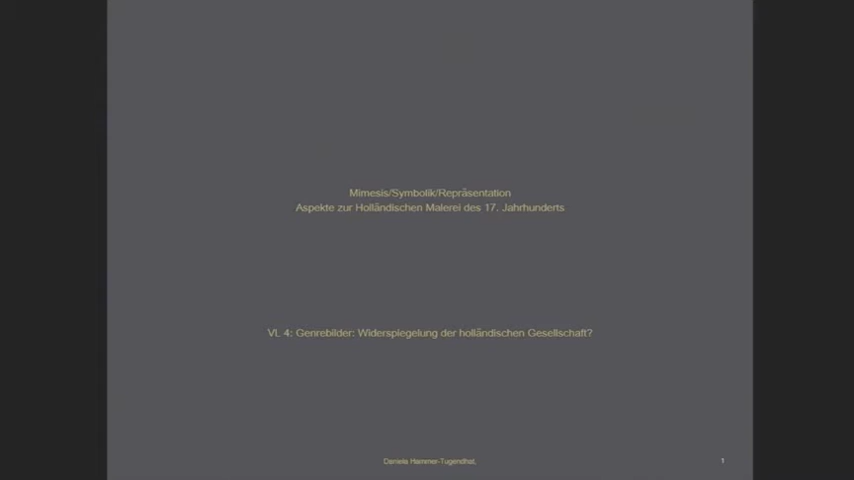 Mimesis/Symbolik/Repräsentation
Aspekte zur Holländischen Malerei des 17. Jahrhunderts
VL 4: Genrebilder: Widerspiegelung der holländischen Gesellschaft?
Daniela Hammer-Tugendhat,
1